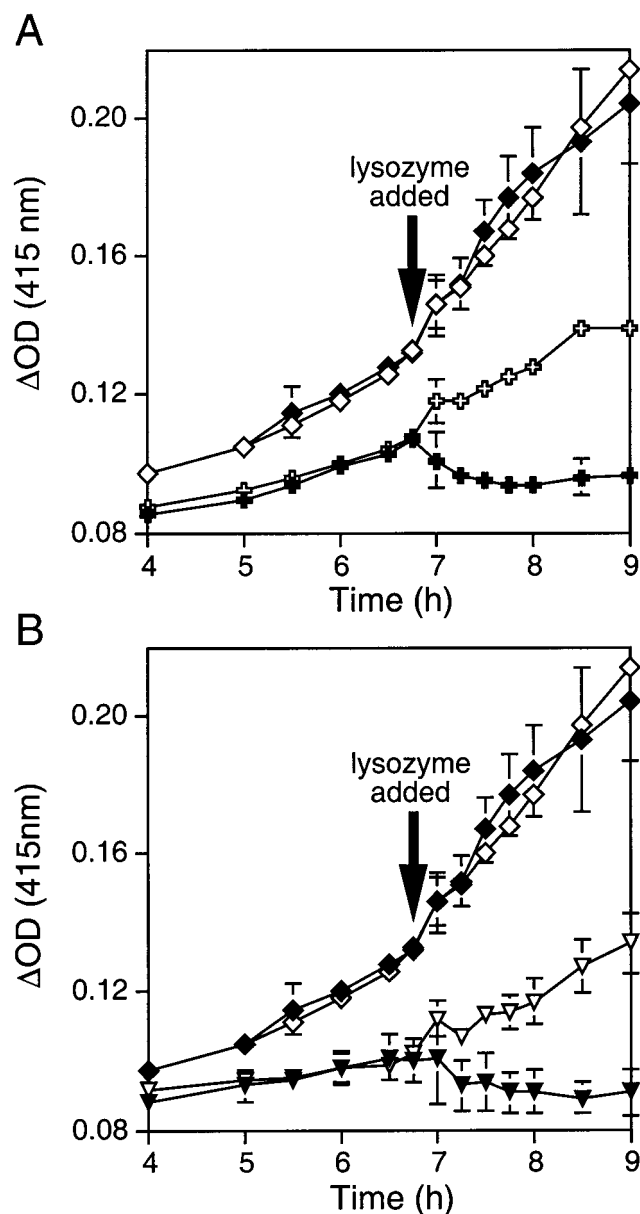 A
0.20
0.16
0.12
0.08
ΔOD (415 nm)
lysozyme
added
4 5 6 7 8 9
Time (h)
B
0.20
0.16
0.12
0.08
ΔOD (415nm)
lysozyme
added
4 5 6 7 8 9
Time (h)